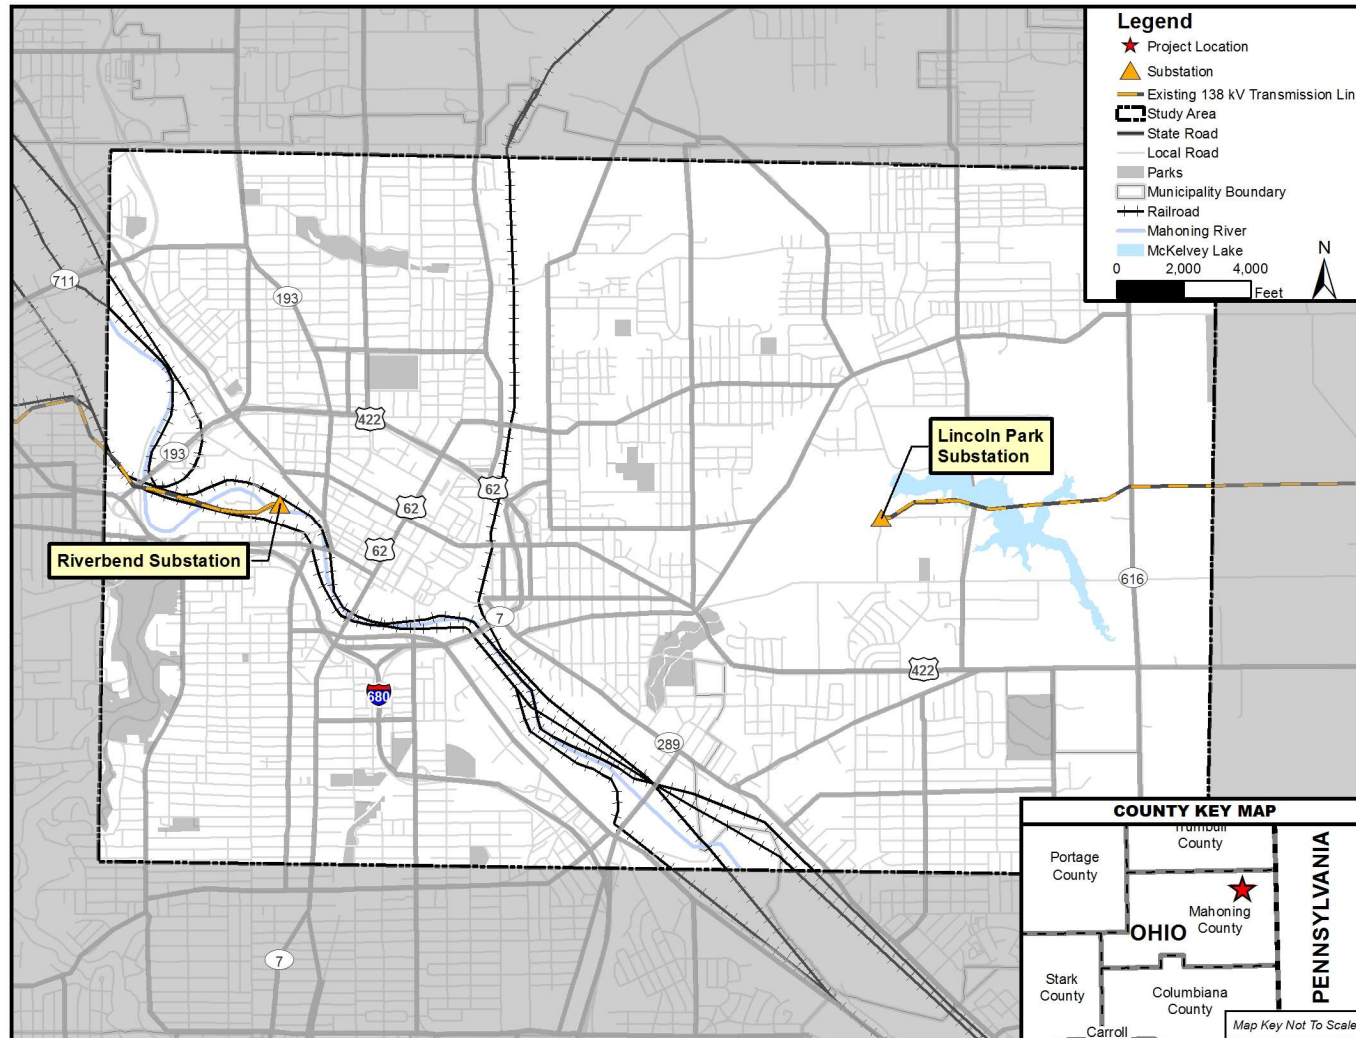 Legend
Project Location
Substation
Existing 138 kV Transmission Lin
Study Area
State Road
Local Road
Parks
Municipality Boundary
Railroad
Mahoning River
McKelvey Lake
0 2,000 4,000
Feet
N
711
193
422
193
62
62
62
Lincoln Park
Substation
Riverbend Substation
616
7
422
680
289
7
COUNTY KEY MAP
Trumbull
County
Portage
County
Mahoning
County
OHIO
PENNSYLVANIA
Stark
County
Columbiana
County
Carroll
Map Key Not To Scale